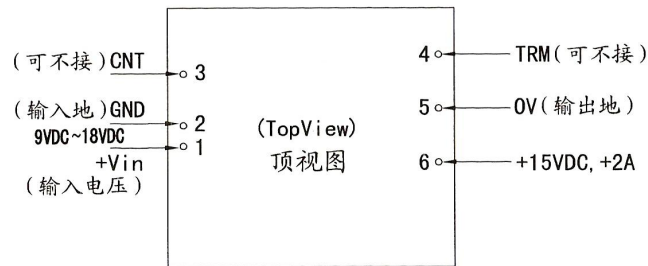 (可不接)CNT
3
(输入地)GND
9VDC~18VDC
2
1
+Vin
(输入电压)
(TopView)
顶视图
4
TRM(可不接)
5
0V(输出地)
6
+15VDC, +2A